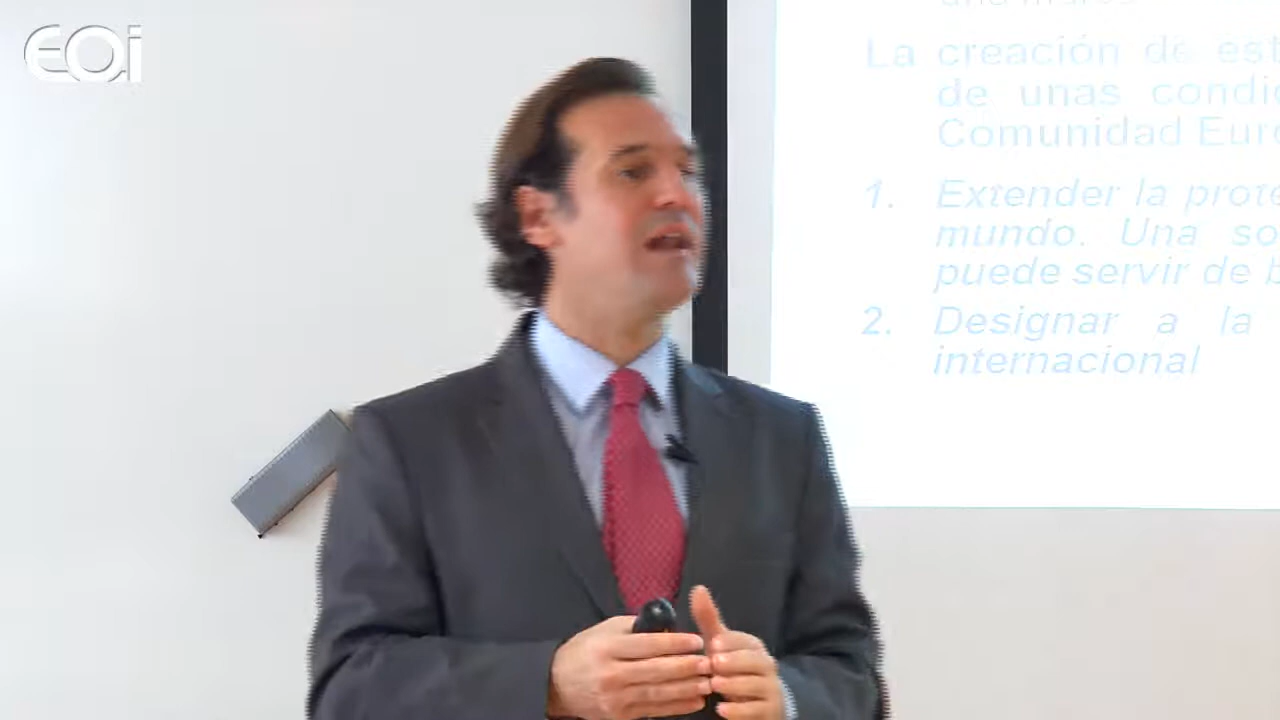 EOi
La creación de est
de unas condic
Comunidad Euro
1. Extender la prote
mundo. Una so
puede servir de b
2. Designar a la
internacional